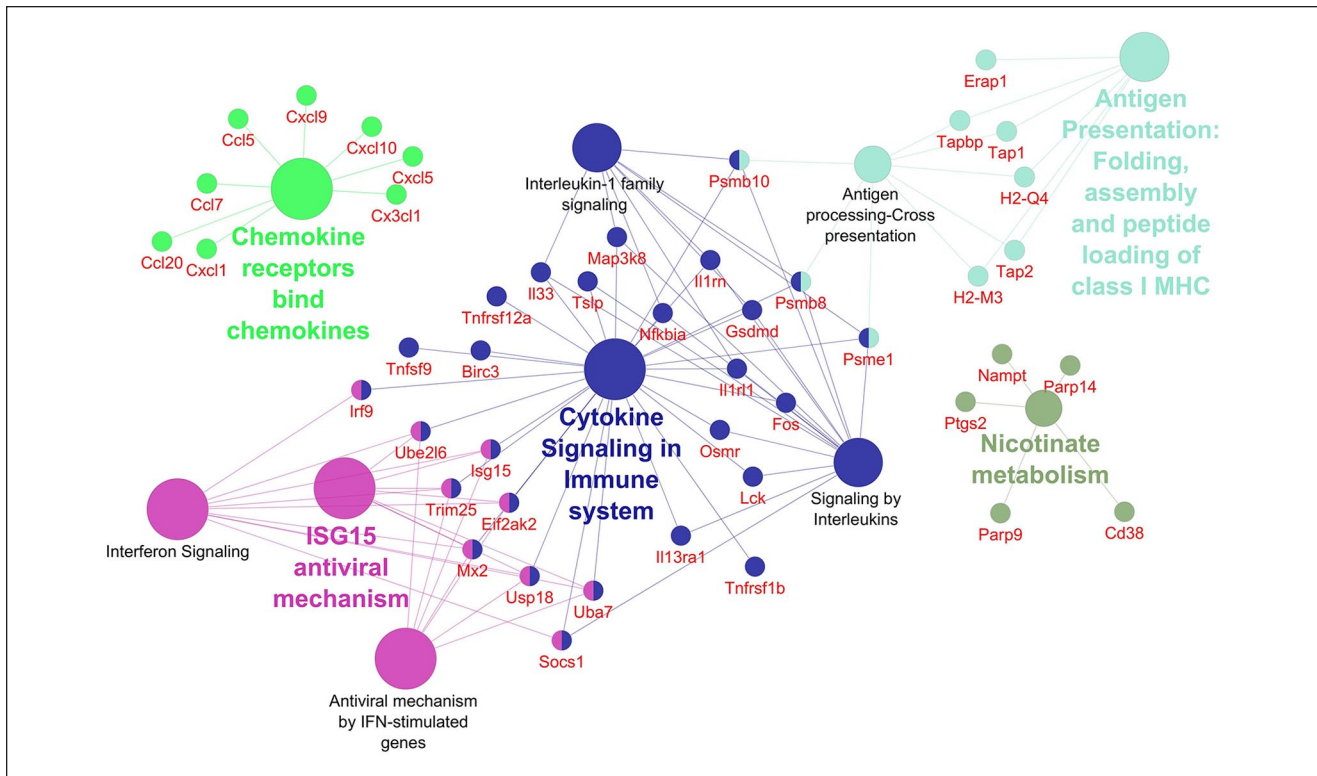 Cxcl9
Ccl5
Cxcl10
Cxcl5
Ccl7
Cx3cl1
Ccl20
Cxcl1
Chemokine
receptors
bind
chemokines
Interleukin-1 family
signaling
Psmb10
Antigen
processing-Cross
presentation
Erap1
Tapbp
Tap1
H2-Q4
Tap2
H2-M3
Antigen
Presentation:
Folding,
assembly
and peptide
loading of
class I MHC
Map3k8
Il33
Tslp
Il1rn
Psmb8
Tnfrsf12a
Nfkbia
Gsdmd
Psme1
Tnfsf9
Birc3
Il1rl1
Fos
Irf9
Cytokine
Signaling in
Immune
system
Osmr
Lck
Signaling by
Interleukins
Nampt
Parp14
Ptgs2
Nicotinate
metabolism
Parp9
Cd38
Ube2l6
Isg15
Trim25
Eif2ak2
Interferon Signaling
ISG15
antiviral
mechanism
Mx2
Usp18
Uba7
Il13ra1
Tnfrsf1b
Socs1
Antiviral mechanism
by IFN-stimulated
genes